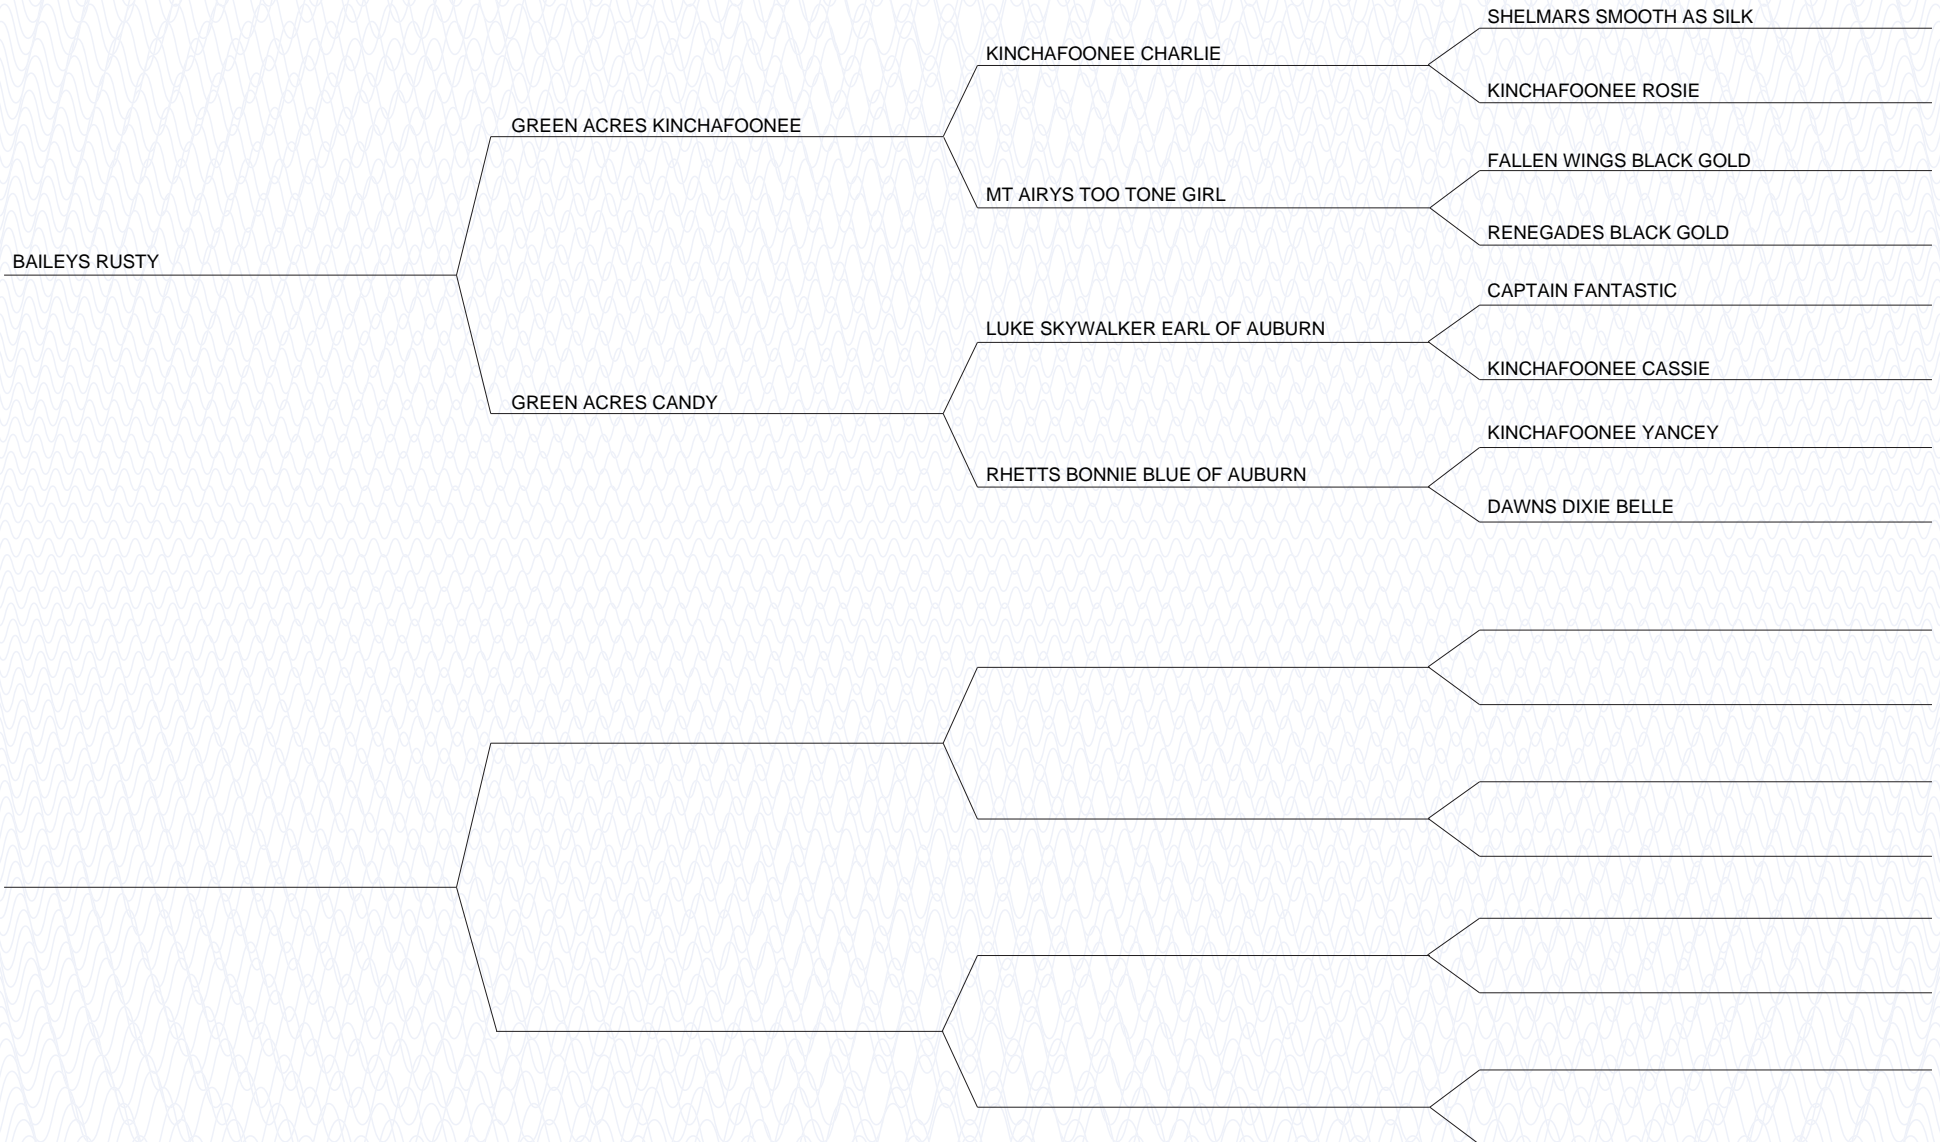 SHELMARS SMOOTH AS SILK
KINCHAFOONEE CHARLIE
KINCHAFOONEE ROSIE
GREEN ACRES KINCHAFOONEE
FALLEN WINGS BLACK GOLD
MT AIRYS TOO TONE GIRL
RENEGADES BLACK GOLD
BAILEYS RUSTY
CAPTAIN FANTASTIC
LUKE SKYWALKER EARL OF AUBURN
KINCHAFOONEE CASSIE
GREEN ACRES CANDY
KINCHAFOONEE YANCEY
RHETTS BONNIE BLUE OF AUBURN
DAWNS DIXIE BELLE